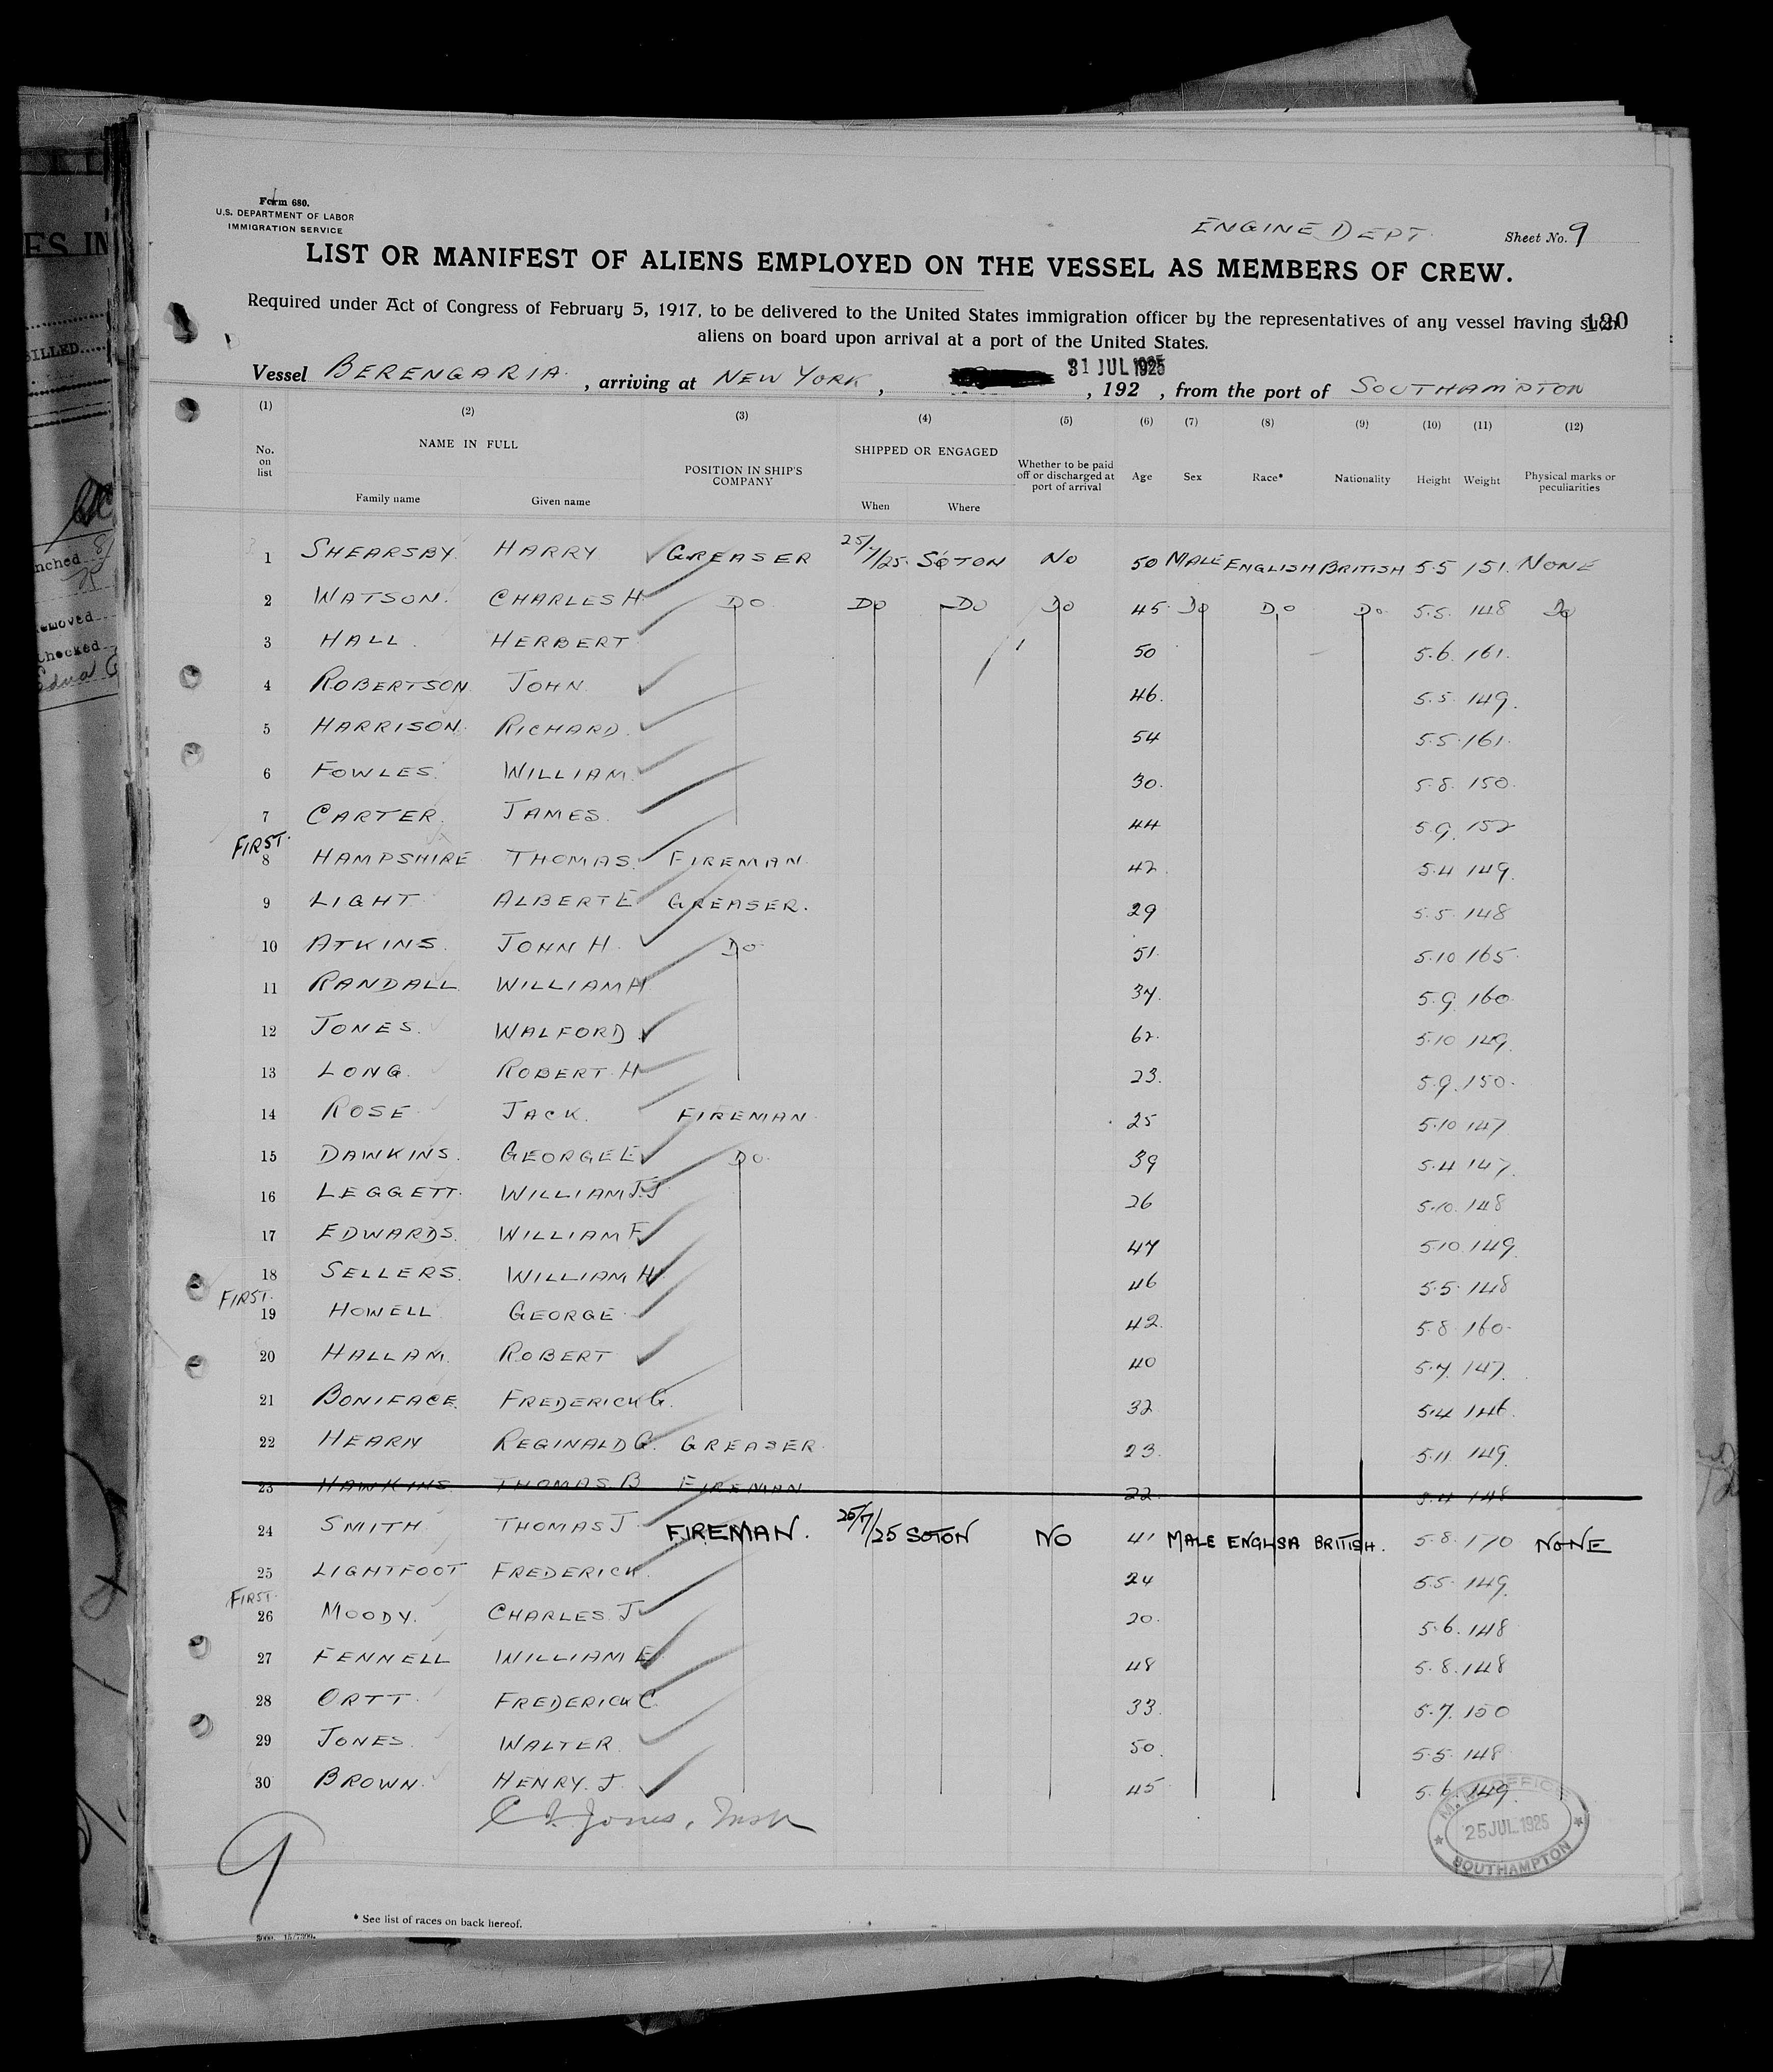 Form 680.
U.S. DEPARTMENT OF LABOR
IMMIGRATION SERVICE
ENGINE DEPT. Sheet No. 9
LIST OR MANIFEST OF ALIENS EMPLOYED ON THE VESSEL AS MEMBERS OF CREW.
Required under Act of Congress of February 5, 1917, to be delivered to the United States immigration officer by the representatives of any vessel having such
aliens on board upon arrival at a port of the United States.
120
31 JUL 1925
Vessel BERENGARIA, arriving at NEW YORK, , 192 , from the port of SOUTHAMPTON
(1) (2) (3) (4) (5) (6) (7) (8) (9) (10) (11) (12)
No. on list NAME IN FULL Family name Given name POSITION IN SHIP'S COMPANY SHIPPED OR ENGAGED When Where Whether to be paid off or discharged at port of arrival Age Sex Race* Nationality Height Weight Physical marks or peculiarities
1 SHEARSBY. HARRY GREASER 25/7/25. SOTON NO 50 MALE ENGLISH BRITISH 5.5 151. NONE
2 WATSON. CHARLES H DO DO DO DO 45. DO DO DO 5.5. 148 DO
3 HALL. HERBERT 50 5.6. 161.
4 ROBERTSON. JOHN. 46. 5.5. 149.
5 HARRISON. RICHARD. 54 5.5. 161.
6 FOWLES. WILLIAM. 30. 5.8. 150.
7 CARTER. JAMES. 44 5.9. 152
FIRST.
8 HAMPSHIRE THOMAS. FIREMAN. 42. 5.4 149.
9 LIGHT ALBERT E GREASER. 29 5.5. 148
10 ATKINS. JOHN H. DO. 51. 5.10 165.
11 RANDALL WILLIAM H 37. 5.9. 160.
12 JONES. WALFORD. 62. 5.10 149.
13 LONG. ROBERT. H 23. 5.9. 150.
14 ROSE JACK. FIREMAN. 25 5.10 147.
15 DAWKINS. GEORGE E DO. 39 5.4 147.
16 LEGGETT. WILLIAM J.J 26 5.10. 148
17 EDWARDS. WILLIAM F 47 5.10. 149.
18 SELLERS. WILLIAM H 46 5.5. 148
FIRST.
19 HOWELL GEORGE 42. 5.8. 160.
20 HALLAM. ROBERT 40 5.7. 147.
21 BONIFACE. FREDERICK G. 32 5.4 146.
22 HEARN REGINALD G. GREASER. 23. 5.11. 149.
23 HAWKINS. THOMAS B FIREMAN 22. 5.4 148
24 SMITH THOMAS J FIREMAN. 25/7/25 SOTON NO 41 MALE ENGLISH BRITISH. 5.8. 170 NONE
25 LIGHTFOOT FREDERICK. 24 5.5. 149.
FIRST.
26 MOODY. CHARLES. J 20. 5.6. 148
27 FENNELL WILLIAM E 48 5.8. 148
28 ORTT. FREDERICK C. 33. 5.7. 150
29 JONES. WALTER. 50. 5.5. 148
30 BROWN. HENRY. J. 45 5.6. 149.
Jones, Insp
M. M. OFFICE
25 JUL. 1925
SOUTHAMPTON
9
* See list of races on back hereof.